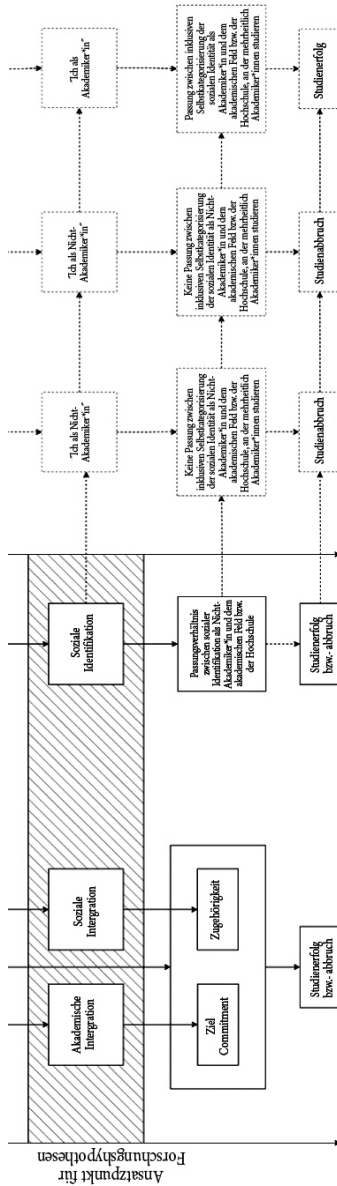 Ansatzpunkt für
Forschungshypothesen
Akademische
Intergration
Soziale
Intergration
Soziale
Identifikation
"Ich als Nicht-
Akademiker*in"
"Ich als Nicht-
Akademiker*in"
"Ich als
Akademiker*in"
Ziel
Commitment
Zugehörigkeit
Passungsverhältnis
zwischen sozialer
Identifikation als Nicht-
Akademiker*in und dem
akademischen Feld bzw.
der Hochschule
Keine Passung zwischen
inklusiven Selbstkategorisierung
der sozialen Identität als Nicht-
Akademiker*in und dem
akademischen Feld bzw. der
Hochschule, an der mehrheitlich
Akademiker*innen studieren
Keine Passung zwischen
inklusiven Selbstkategorisierung
der sozialen Identität als Nicht-
Akademiker*in und dem
akademischen Feld bzw. der
Hochschule, an der mehrheitlich
Akademiker*innen studieren
Passung zwischen inklusiven
Selbstkategorisierung der
sozialen Identität als
Akademiker*in und dem
akademischen Feld bzw. der
Hochschule, an der mehrheitlich
Akademiker*innen studieren
Studienerfolg
bzw.- abbruch
Studienerfolg
bzw.- abbruch
Studienabbruch
Studienabbruch
Studienerfolg